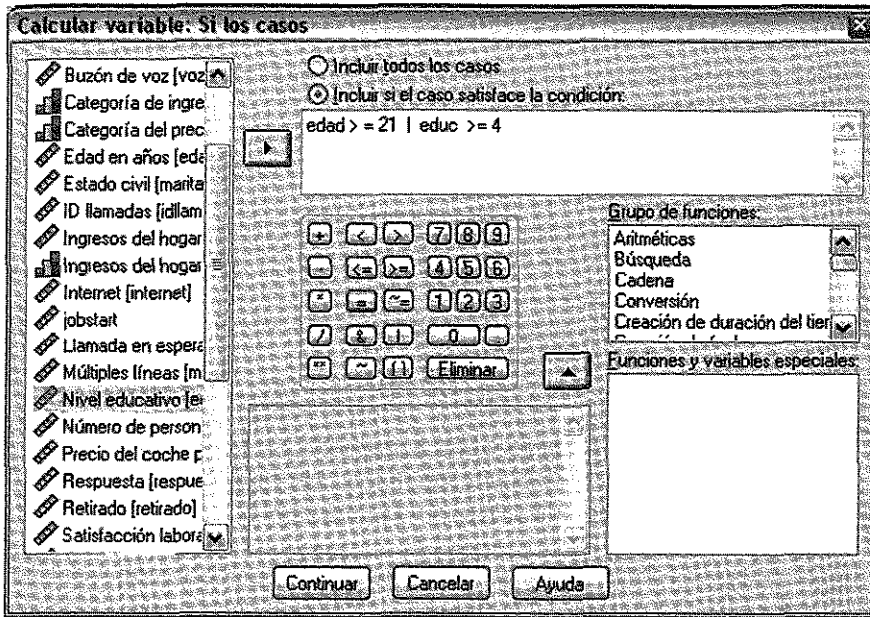 Calcular variable: Si los casos
Buzón de voz [voz
Categoría de ingre
Categoría del prec
Edad en años [eda
Estado civil [marita
ID llamadas [idllam
Ingresos del hogar
Ingresos del hogar
Internet [internet]
jobstart
Llamada en espera
Múltiples líneas [m
Nivel educativo [e
Número de person
Precio del coche p
Respuesta [respue
Retirado [retirado]
Satisfacción labora
Incluir todos los casos
Incluir si el caso satisface la condición:
edad > = 21 | educ >= 4
+ < > 7 8 9
- <= >= 4 5 6
* = ~= 1 2 3
/ & | 0 .
** ~ () Eliminar
Grupo de funciones:
Aritméticas
Búsqueda
Cadena
Conversión
Creación de duración del tiem
Funciones y variables especiales:
Continuar
Cancelar
Ayuda